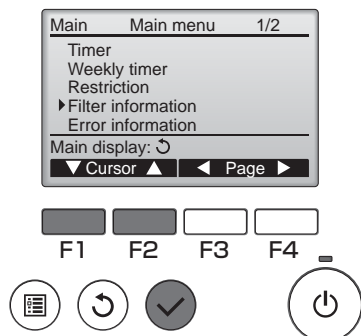 Main Main menu 1/2
Timer
Weekly timer
Restriction
Filter information
Error information
Main display:
Cursor Page
F1 F2 F3 F4